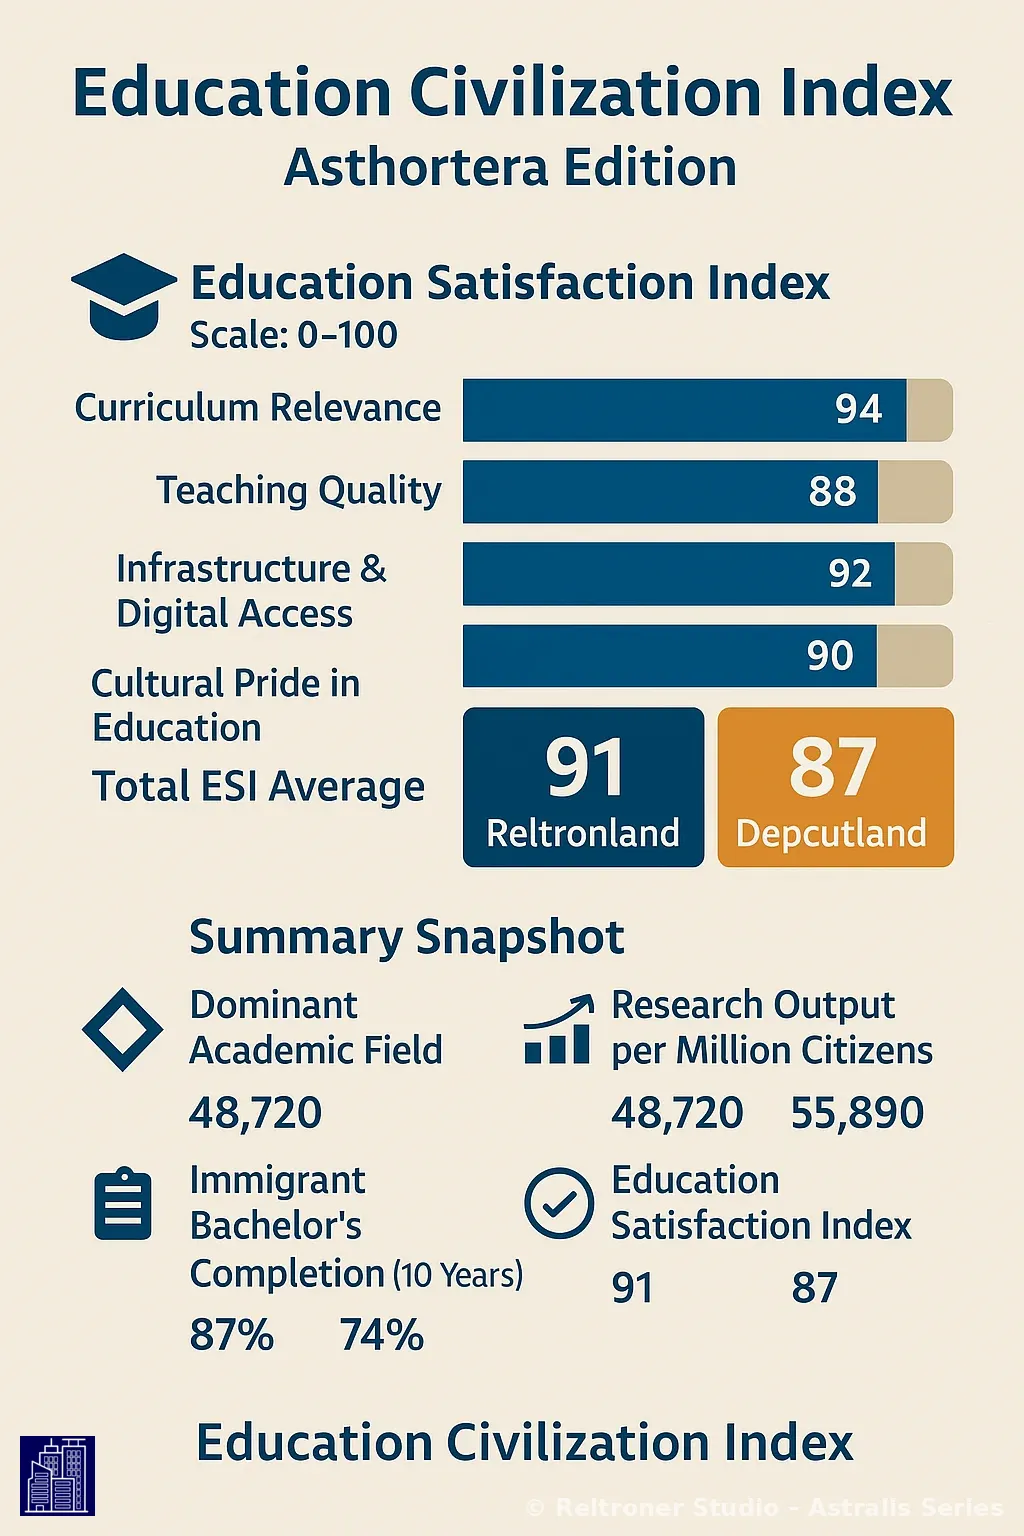 Education Civilization Index
Asthortera Edition
Education Satisfaction Index
Scale: 0–100
Curriculum Relevance
94
Teaching Quality
88
Infrastructure &
Digital Access
92
90
Cultural Pride in
Education
Total ESI Average
91
Reltronland
87
Depcutland
Summary Snapshot
Dominant
Academic Field
48,720
Research Output
per Million Citizens
48,720 55,890
Immigrant
Bachelor's
Completion (10 Years)
87% 74%
Education
Satisfaction Index
91 87
Education Civilization Index
© Reltroner Studio - Astralis Series